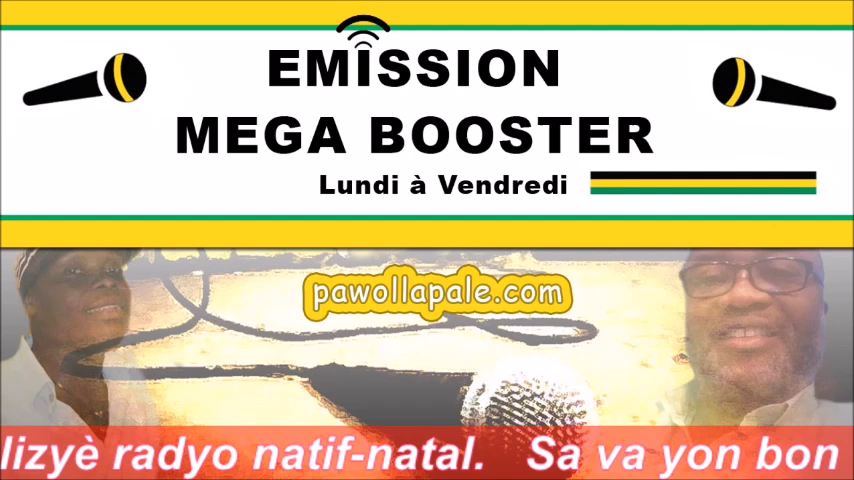 EMISSION
MEGA BOOSTER
Lundi à Vendredi
pawollapale.com
lizyè radyo natif-natal. Sa va yon bon